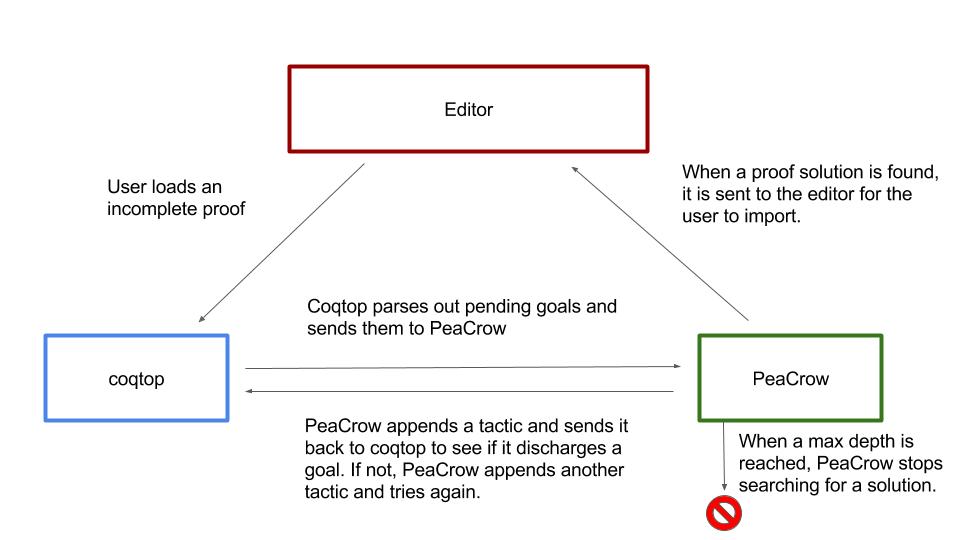 Editor
User loads an
incomplete proof
When a proof solution is found,
it is sent to the editor for the
user to import.
Coqtop parses out pending goals and
sends them to PeaCrow
coqtop
PeaCrow
PeaCrow appends a tactic and sends it
back to coqtop to see if it discharges a
goal. If not, PeaCrow appends another
tactic and tries again.
When a max depth is
reached, PeaCrow stops
searching for a solution.